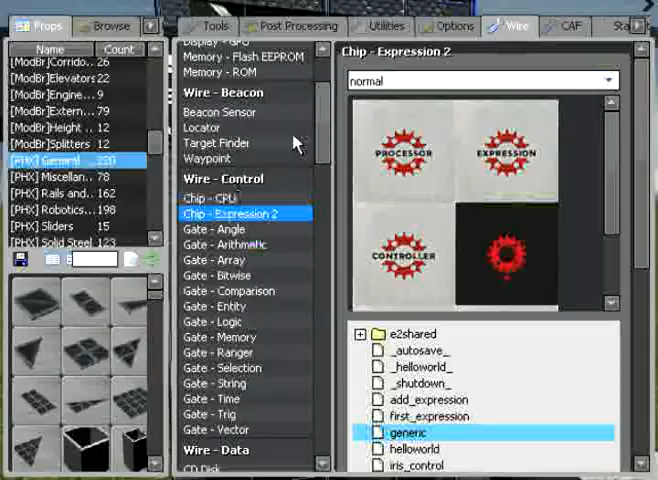 Props
Browse
Tools
Post Processing
Utilities
Options
Wire
CAF
Name
Count
[ModBr]Corrido...
26
[ModBr]Elevators
22
[ModBr]Engine...
9
[ModBr]Extern...
79
[ModBr]Height ...
12
[ModBr]Splitters
12
[PHX] General
220
[PHX] Miscellan...
78
[PHX] Rails and...
162
[PHX] Robotics...
198
[PHX] Sliders
15
[PHX] Solid Steel
123
Display - GPU
Memory - Flash EEPROM
Memory - ROM
Wire - Beacon
Beacon Sensor
Locator
Target Finder
Waypoint
Wire - Control
Chip - CPU
Chip - Expression 2
Gate - Angle
Gate - Arithmetic
Gate - Array
Gate - Bitwise
Gate - Comparison
Gate - Entity
Gate - Logic
Gate - Memory
Gate - Ranger
Gate - Selection
Gate - String
Gate - Time
Gate - Trig
Gate - Vector
Wire - Data
CD Disk
Chip - Expression 2
normal
PROCESSOR
EXPRESSION
CONTROLLER
e2shared
_autosave_
_helloworld_
_shutdown_
add_expression
first_expression
generic
helloworld
iris_control